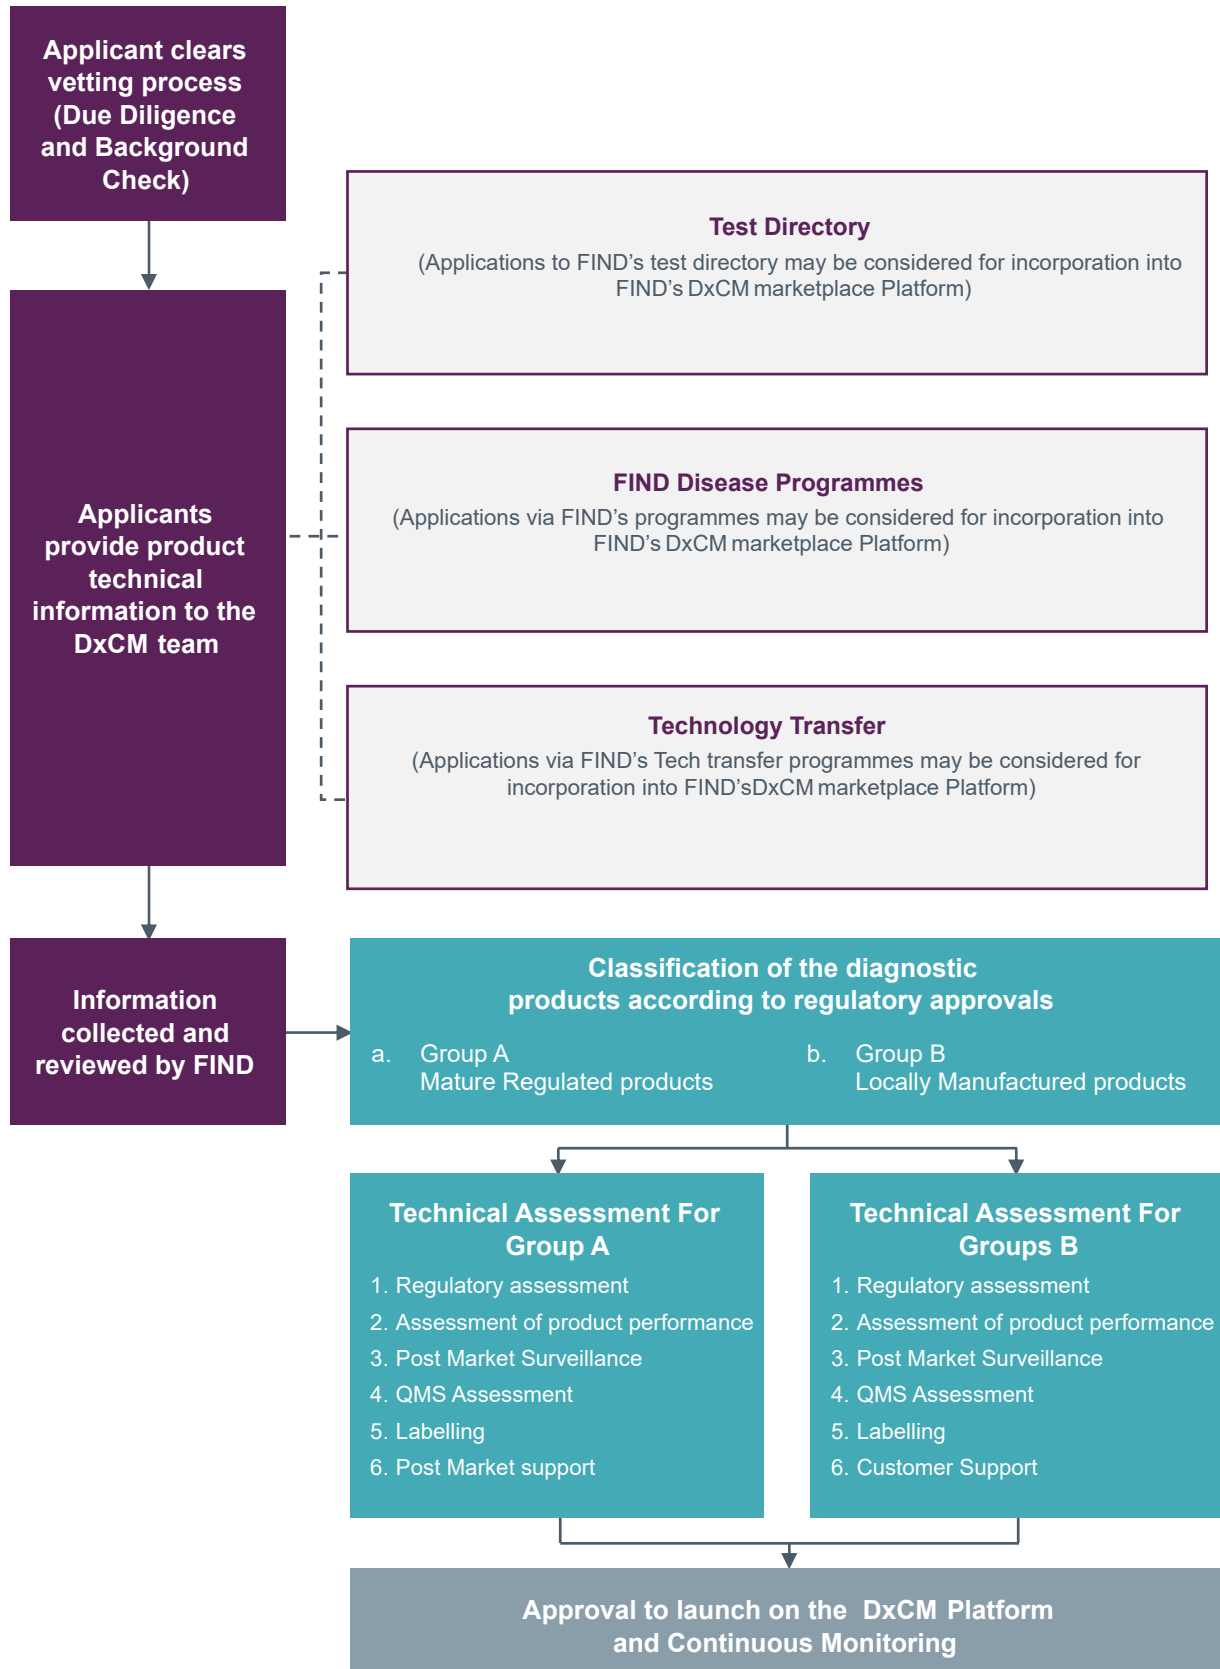 Applicant clears
vetting process
(Due Diligence
and Background
Check)
Test Directory
(Applications to FIND’s test directory may be considered for incorporation into
FIND’s DxCM marketplace Platform)
FIND Disease Programmes
(Applications via FIND’s programmes may be considered for incorporation into
FIND’s DxCM marketplace Platform)
Applicants
provide product
technical
information to the
DxCM team
Technology Transfer
(Applications via FIND’s Tech transfer programmes may be considered for
incorporation into FIND’sDxCM marketplace Platform)
Information
collected and
reviewed by FIND
Classification of the diagnostic
products according to regulatory approvals
a. Group A
Mature Regulated products
b. Group B
Locally Manufactured products
Technical Assessment For
Group A
1. Regulatory assessment
2. Assessment of product performance
3. Post Market Surveillance
4. QMS Assessment
5. Labelling
6. Post Market support
Technical Assessment For
Groups B
1. Regulatory assessment
2. Assessment of product performance
3. Post Market Surveillance
4. QMS Assessment
5. Labelling
6. Customer Support
Approval to launch on the DxCM Platform
and Continuous Monitoring